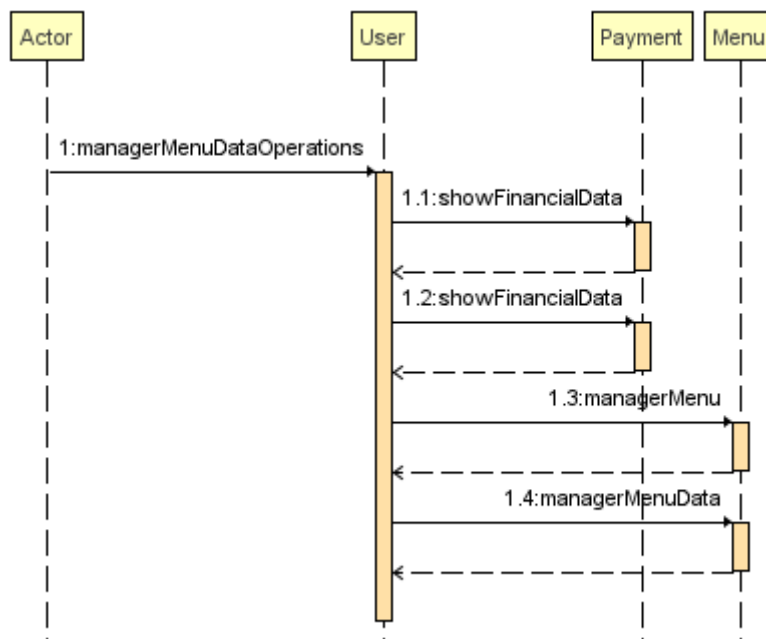 Actor
User
Payment
Menu
1:managerMenuDataOperations
1.1:showFinancialData
1.2:showFinancialData
1.3:managerMenu
1.4:managerMenuData